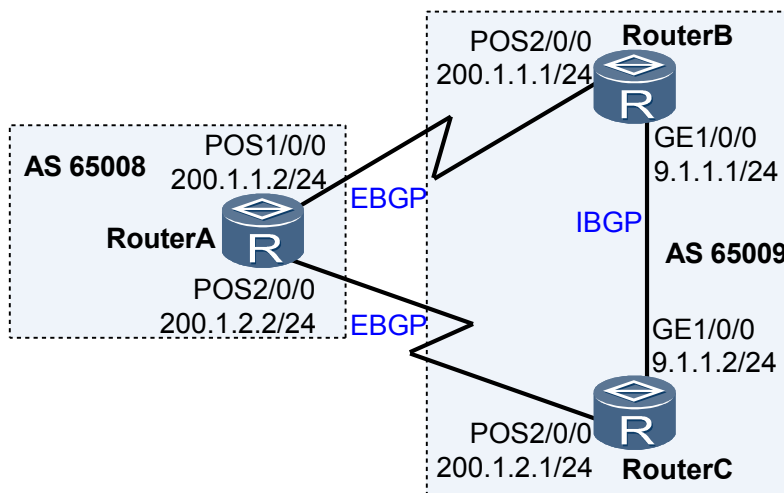 POS2/0/0
200.1.1.1/24
RouterB
R
GE1/0/0
9.1.1.1/24
AS 65008
POS1/0/0
200.1.1.2/24
EBGP
IBGP
RouterA
R
AS 65009
POS2/0/0
200.1.2.2/24
EBGP
GE1/0/0
9.1.1.2/24
R
POS2/0/0
200.1.2.1/24
RouterC